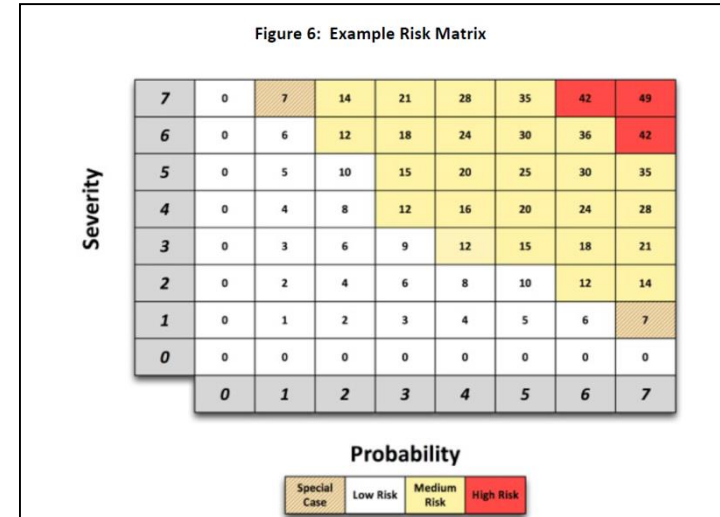 Figure 6: Example Risk Matrix
7 0 7 14 21 28 35 42 49
6 0 6 12 18 24 30 36 42
5 0 5 10 15 20 25 30 35
4 0 4 8 12 16 20 24 28
3 0 3 6 9 12 15 18 21
2 0 2 4 6 8 10 12 14
1 0 1 2 3 4 5 6 7
0 0 0 0 0 0 0 0 0
0 1 2 3 4 5 6 7
Severity
Probability
Special Case
Low Risk
Medium Risk
High Risk